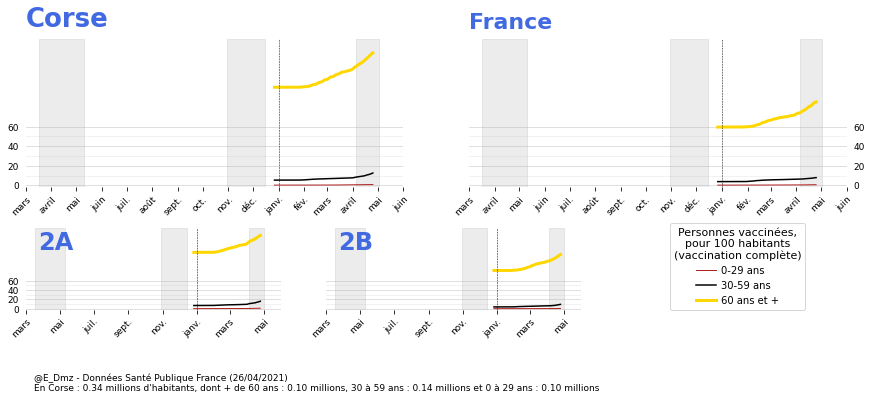 Corse
France
60
40
20
0
mars avril mai juin juil. août sept. oct. nov. déc. janv. fév. mars avril mai juin
60
40
20
0
mars avril mai juin juil. août sept. oct. nov. déc. janv. fév. mars avril mai juin
2A
2B
60
40
20
0
mars mai juil. sept. nov. janv. mars mai
mars mai juil. sept. nov. janv. mars mai
Personnes vaccinées,
pour 100 habitants
(vaccination complète)
0-29 ans
30-59 ans
60 ans et +
@E_Dmz - Données Santé Publique France (26/04/2021)
En Corse : 0.34 millions d'habitants, dont + de 60 ans : 0.10 millions, 30 à 59 ans : 0.14 millions et 0 à 29 ans : 0.10 millions